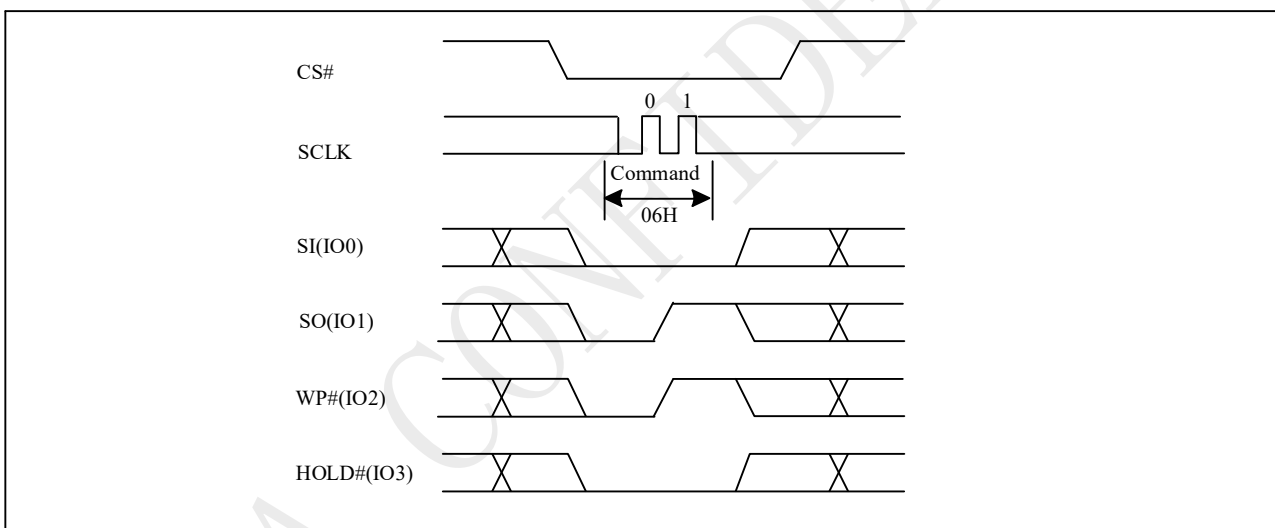 CS#
0 1
SCLK
Command
06H
SI(IO0)
SO(IO1)
WP#(IO2)
HOLD#(IO3)